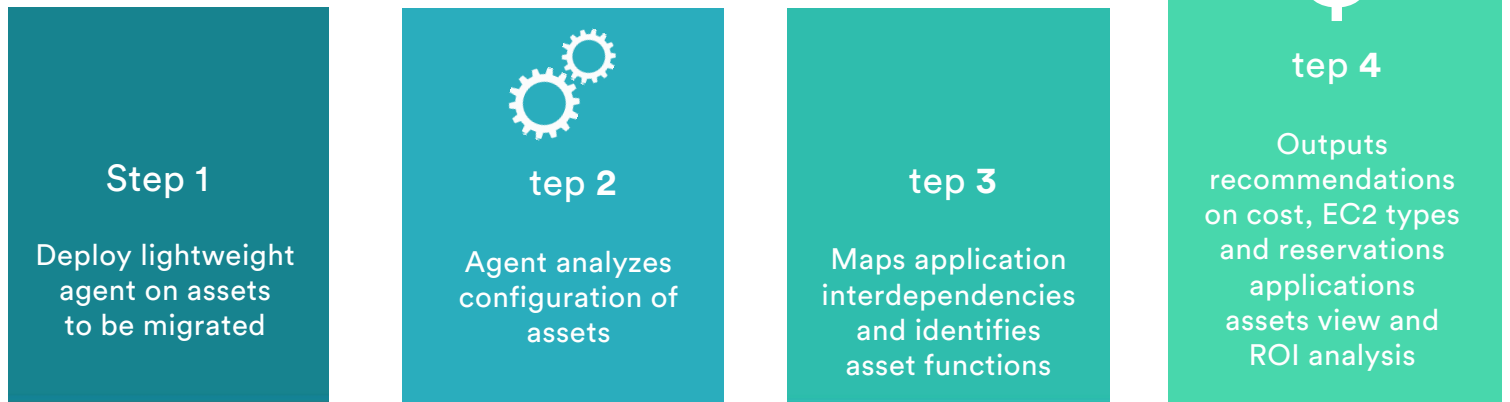 Step 1
Deploy lightweight
agent on assets
to be migrated
tep 2
Agent analyzes
configuration of
assets
tep 3
Maps application
interdependencies
and identifies
asset functions
tep 4
Outputs
recommendations
on cost, EC2 types
and reservations
applications
assets view and
ROI analysis